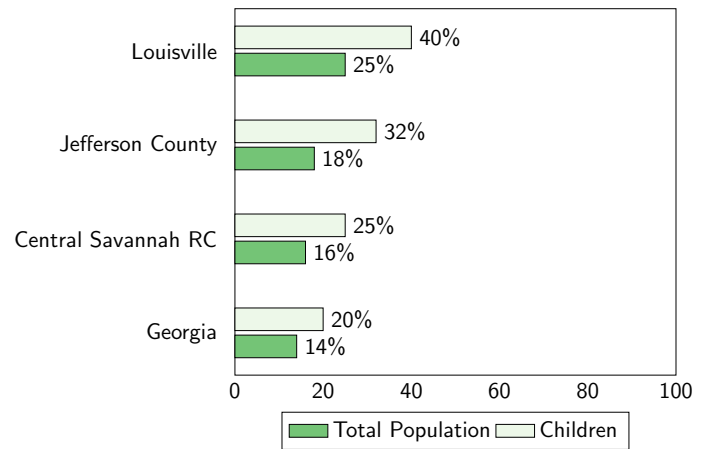 40%
Louisville
25%
32%
Jefferson County
18%
25%
Central Savannah RC
16%
20%
Georgia
14%
0 20 40 60 80 100
Total Population Children